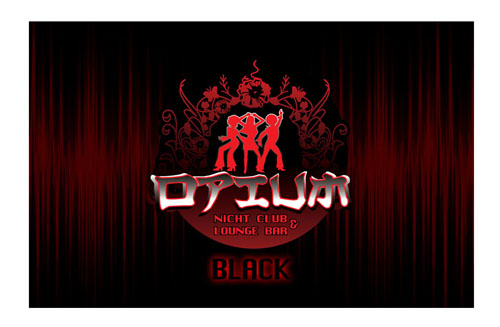 OPIUM
NIGHT CLUB
& LOUNGE BAR
BLACK